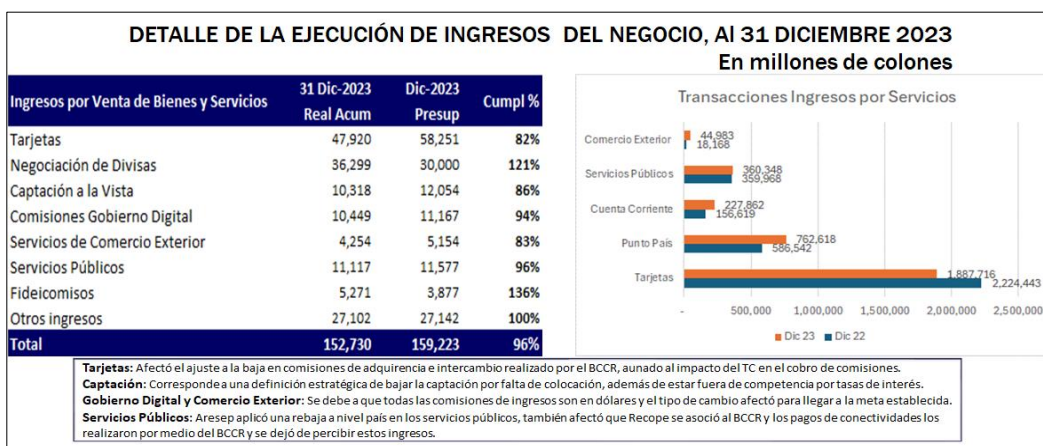 DETALLE DE LA EJECUCIÓN DE INGRESOS DEL NEGOCIO, Al 31 DICIEMBRE 2023
En millones de colones
Ingresos por Venta de Bienes y Servicios 31 Dic-2023 Real Acum Dic-2023 Presup Cumpl %
Tarjetas 47,920 58,251 82%
Negociación de Divisas 36,299 30,000 121%
Captación a la Vista 10,318 12,054 86%
Comisiones Gobierno Digital 10,449 11,167 94%
Servicios de Comercio Exterior 4,254 5,154 83%
Servicios Públicos 11,117 11,577 96%
Fideicomisos 5,271 3,877 136%
Otros ingresos 27,102 27,142 100%
Total 152,730 159,223 96%
Transacciones Ingresos por Servicios
Comercio Exterior 44,983 18,168
Servicios Públicos 360,348 359,968
Cuenta Corriente 227,862 156,619
Punto País 762,618 586,542
Tarjetas 1,887,716 2,224,443
- 500,000 1,000,000 1,500,000 2,000,000 2,500,000
Dic 23 Dic 22
Tarjetas: Afectó el ajuste a la baja en comisiones de adquirencia e intercambio realizado por el BCCR, aunado al impacto del TC en el cobro de comisiones.
Captación: Corresponde a una definición estratégica de bajar la captación por falta de colocación, además de estar fuera de competencia por tasas de interés.
Gobierno Digital y Comercio Exterior: Se debe a que todas las comisiones de ingresos son en dólares y el tipo de cambio afectó para llegar a la meta establecida.
Servicios Públicos: Aresep aplicó una rebaja a nivel país en los servicios públicos, también afectó que Recope se asoció al BCCR y los pagos de conectividades los
realizaron por medio del BCCR y se dejó de percibir estos ingresos.